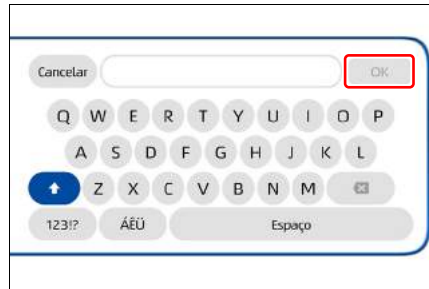 Cancelar OK
Q W E R T Y U I O P
A S D F G H J K L
Z X C V B N M
123!? ÁÊÜ Espaço